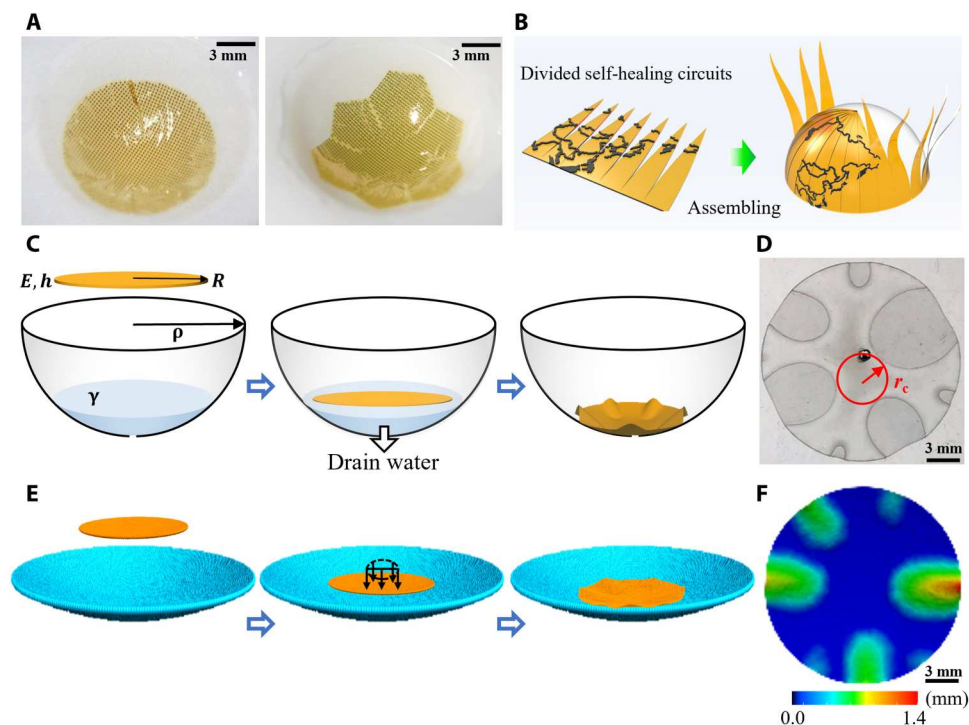 A
3 mm
3 mm
B
Divided self-healing circuits
Assembling
C
E, h
R
ρ
γ
Drain water
D
r_c
3 mm
E
F
3 mm
0.0
1.4
(mm)